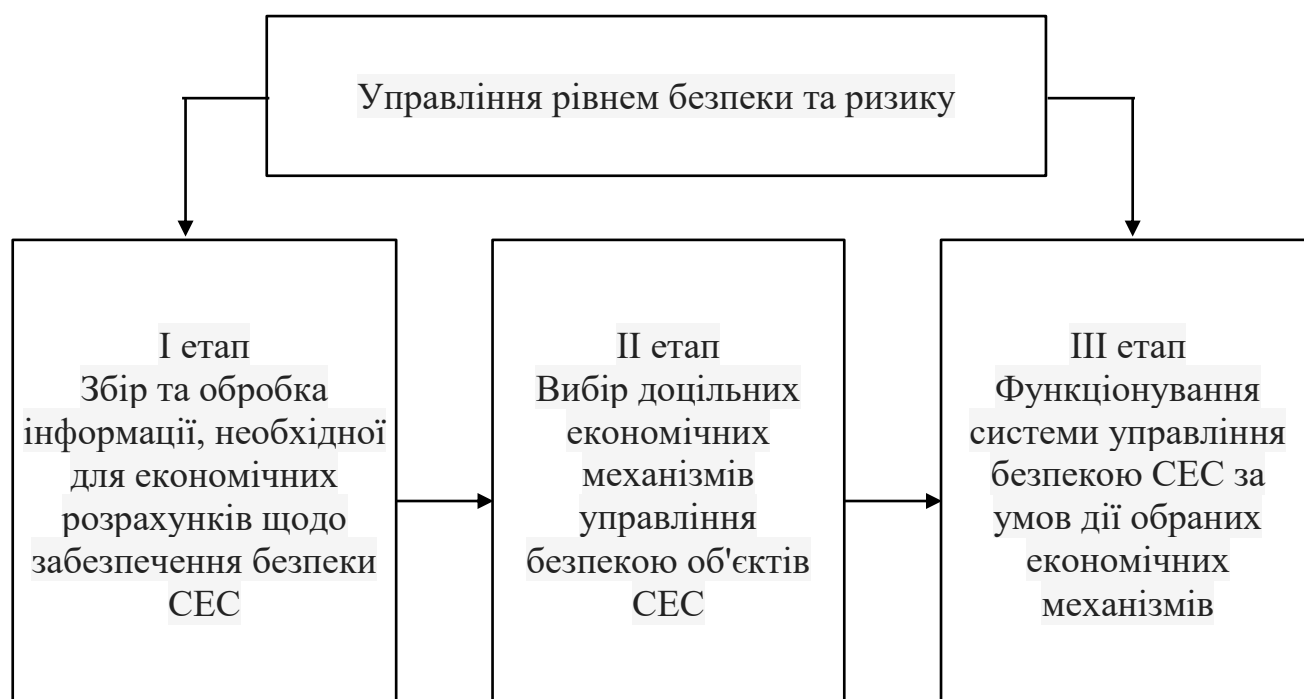 Управління рівнем безпеки та ризику
І етап
Збір та обробка
інформації, необхідної
для економічних
розрахунків щодо
забезпечення безпеки
СЕС
ІІ етап
Вибір доцільних
економічних
механізмів
управління
безпекою об'єктів
СЕС
ІІІ етап
Функціонування
системи управління
безпекою СЕС за
умов дії обраних
економічних
механізмів